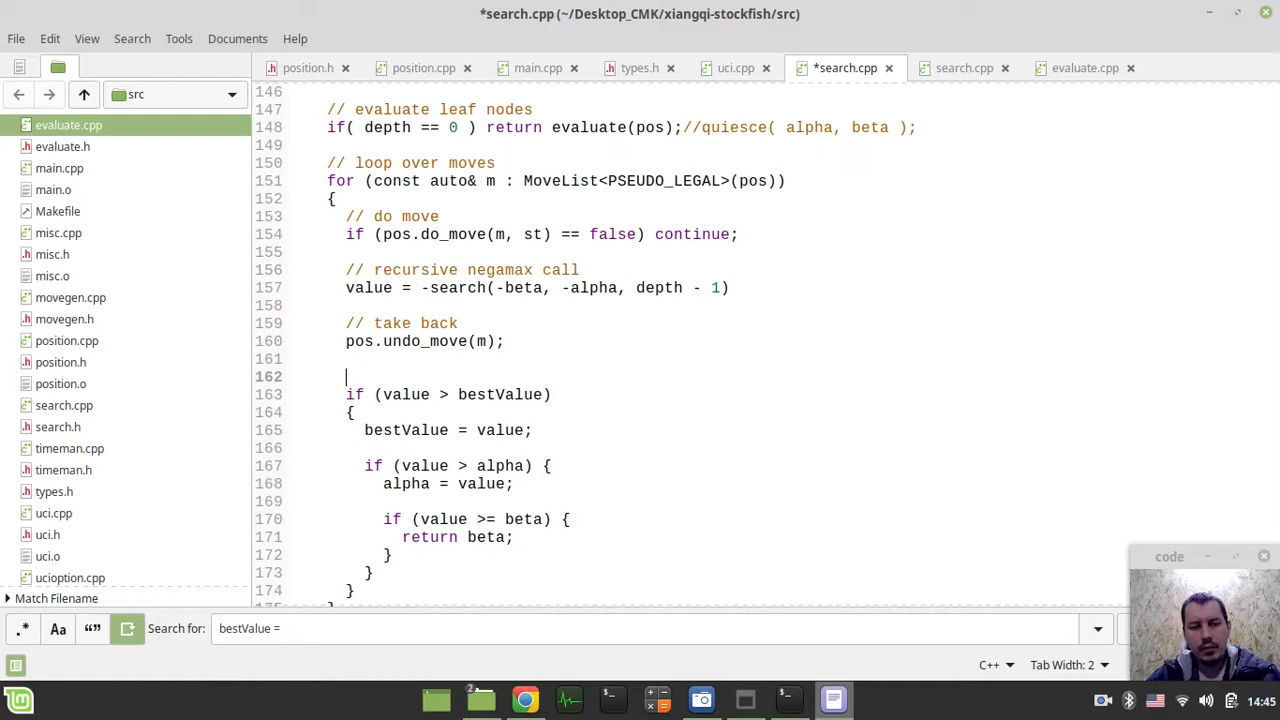 *search.cpp (~/Desktop_CMK/xiangqi-stockfish/src)
File Edit View Search Tools Documents Help
position.h position.cpp main.cpp types.h uci.cpp *search.cpp search.cpp evaluate.cpp
src
evaluate.cpp
evaluate.h
main.cpp
main.o
Makefile
misc.cpp
misc.h
misc.o
movegen.cpp
movegen.h
position.cpp
position.h
position.o
search.cpp
search.h
timeman.cpp
timeman.h
types.h
uci.cpp
uci.h
uci.o
ucioption.cpp
Match Filename
146
147 // evaluate leaf nodes
148 if( depth == 0 ) return evaluate(pos);//quiesce( alpha, beta );
149
150 // loop over moves
151 for (const auto& m : MoveList<PSEUDO_LEGAL>(pos))
152 {
153 // do move
154 if (pos.do_move(m, st) == false) continue;
155
156 // recursive negamax call
157 value = -search(-beta, -alpha, depth - 1)
158
159 // take back
160 pos.undo_move(m);
161
162
163 if (value > bestValue)
164 {
165 bestValue = value;
166
167 if (value > alpha) {
168 alpha = value;
169
170 if (value >= beta) {
171 return beta;
172 }
173 }
174 }
175 }
code
.* Aa Search for: bestValue =
C++ Tab Width: 2
2
14:45